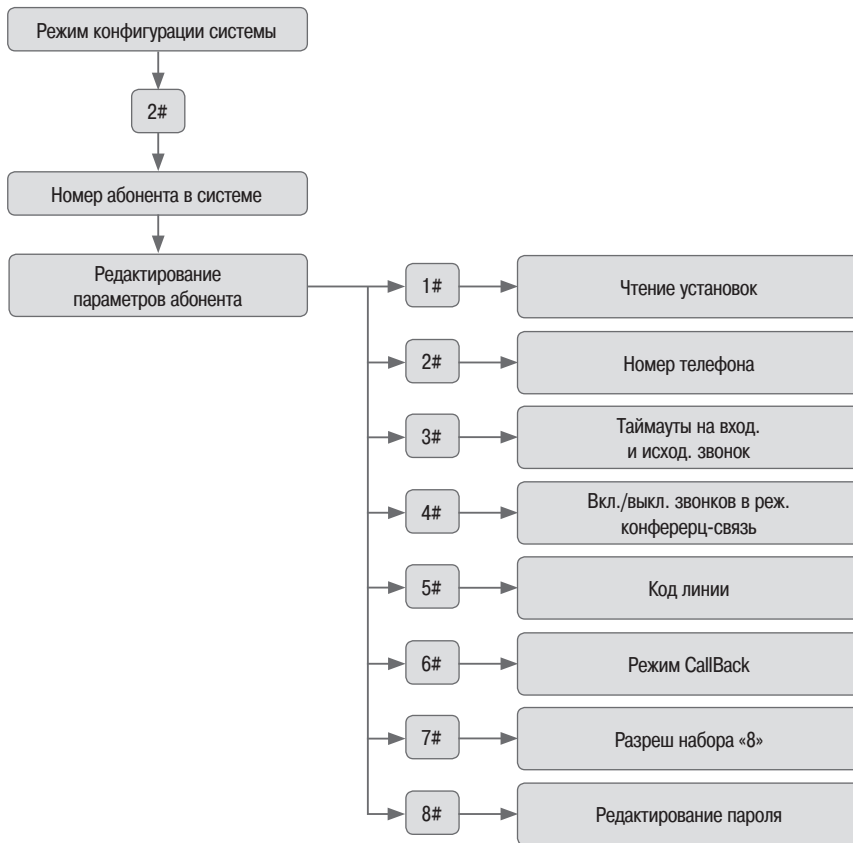 Режим конфигурации системы
2#
Номер абонента в системе
Редактирование
параметров абонента
1#
Чтение установок
2#
Номер телефона
3#
Таймауты на вход.
и исход. звонок
4#
Вкл./выкл. звонков в реж.
конферерц-связь
5#
Код линии
6#
Режим CallBack
7#
Разреш набора «8»
8#
Редактирование пароля